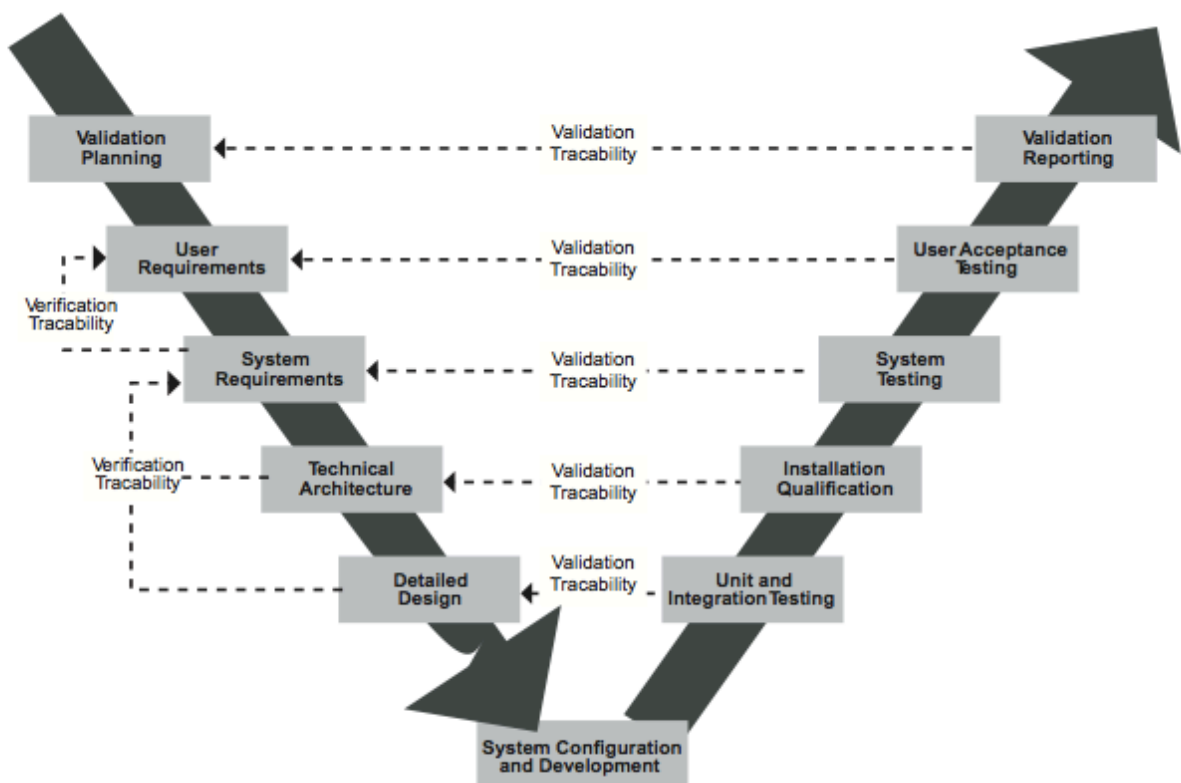 Validation
Planning
Validation
Tracability
Validation
Reporting
User
Requirements
Validation
Tracability
User Acceptance
Testing
Verification
Tracability
System
Requirements
Validation
Tracability
System
Testing
Verification
Tracability
Technical
Architecture
Validation
Tracability
Installation
Qualification
Detailed
Design
Validation
Tracability
Unit and
Integration Testing
System Configuration
and Development